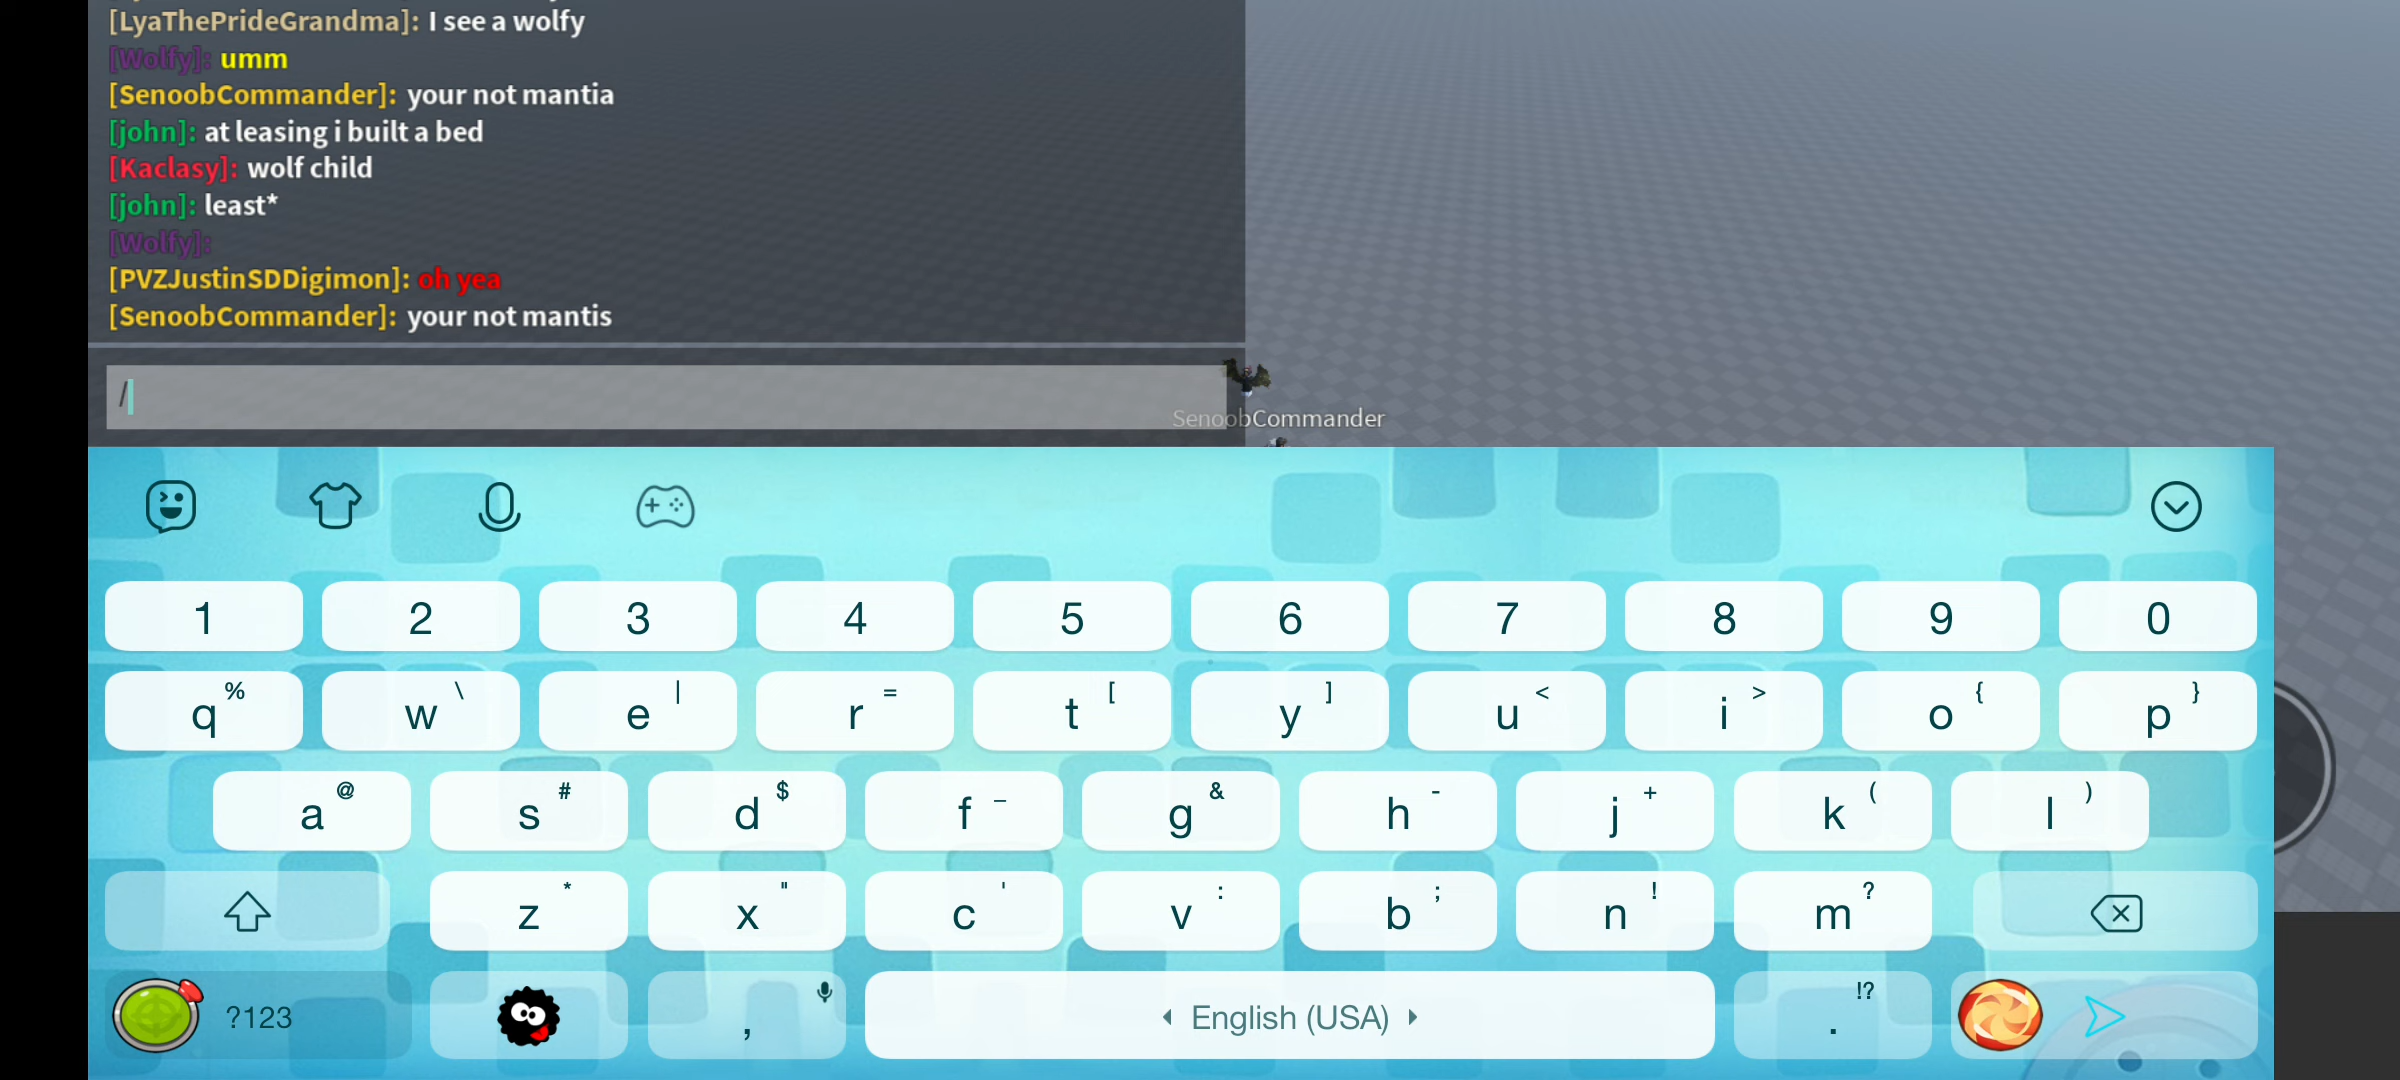 [LyaThePrideGrandma]: I see a wolfy
[Wolfy]: umm
[SenoobCommander]: your not mantia
[john]: at leasing i built a bed
[Kaclasy]: wolf child
[john]: least*
[Wolfy]:
[PVZJustinSDDigimon]: oh yea
[SenoobCommander]: your not mantis
/
SenoobCommander
1 2 3 4 5 6 7 8 9 0
q % w \ e | r = t [ y ] u < i > o { p }
a @ s # d $ f _ g & h - j + k ( l )
z * x " c ' v : b ; n ! m ?
?123 , English (USA) . !?